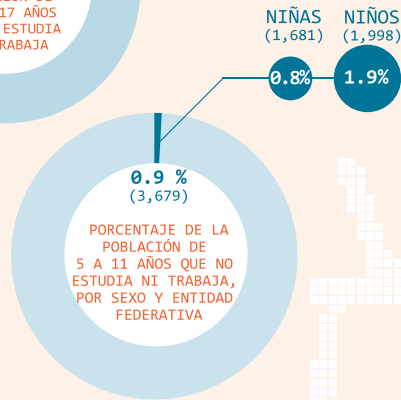 17 AÑOS
ESTUDIA
NIÑAS
(1,681)
NIÑOS
(1,998)
0.8%
1.9%
0.9 %
(3,679)
PORCENTAJE DE LA
POBLACIÓN DE
5 A 11 AÑOS QUE NO
ESTUDIA NI TRABAJA,
POR SEXO Y ENTIDAD
FEDERATIVA